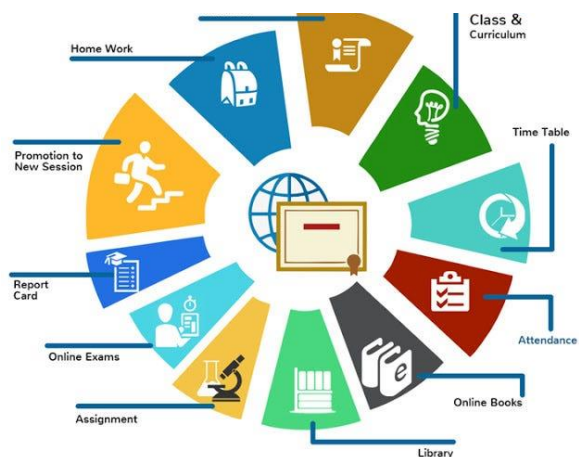 Class &
Curriculum
Home Work
Time Table
Promotion to
New Session
Report
Card
Attendance
Online Exams
Online Books
Assignment
Library
e